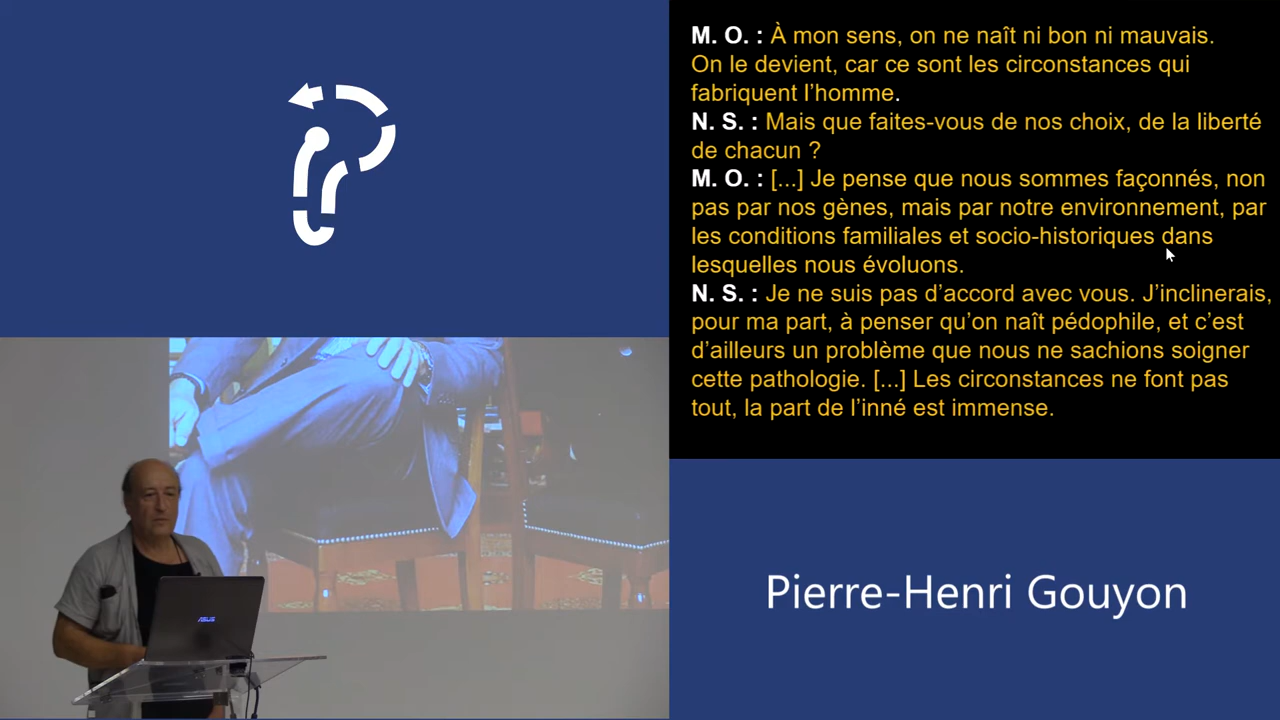 M. O. : À mon sens, on ne naît ni bon ni mauvais.
On le devient, car ce sont les circonstances qui
fabriquent l’homme.
N. S. : Mais que faites-vous de nos choix, de la liberté
de chacun ?
M. O. : [...] Je pense que nous sommes façonnés, non
pas par nos gènes, mais par notre environnement, par
les conditions familiales et socio-historiques dans
lesquelles nous évoluons.
N. S. : Je ne suis pas d’accord avec vous. J’inclinerais,
pour ma part, à penser qu’on naît pédophile, et c’est
d’ailleurs un problème que nous ne sachions soigner
cette pathologie. [...] Les circonstances ne font pas
tout, la part de l’inné est immense.
ASUS
Pierre-Henri Gouyon